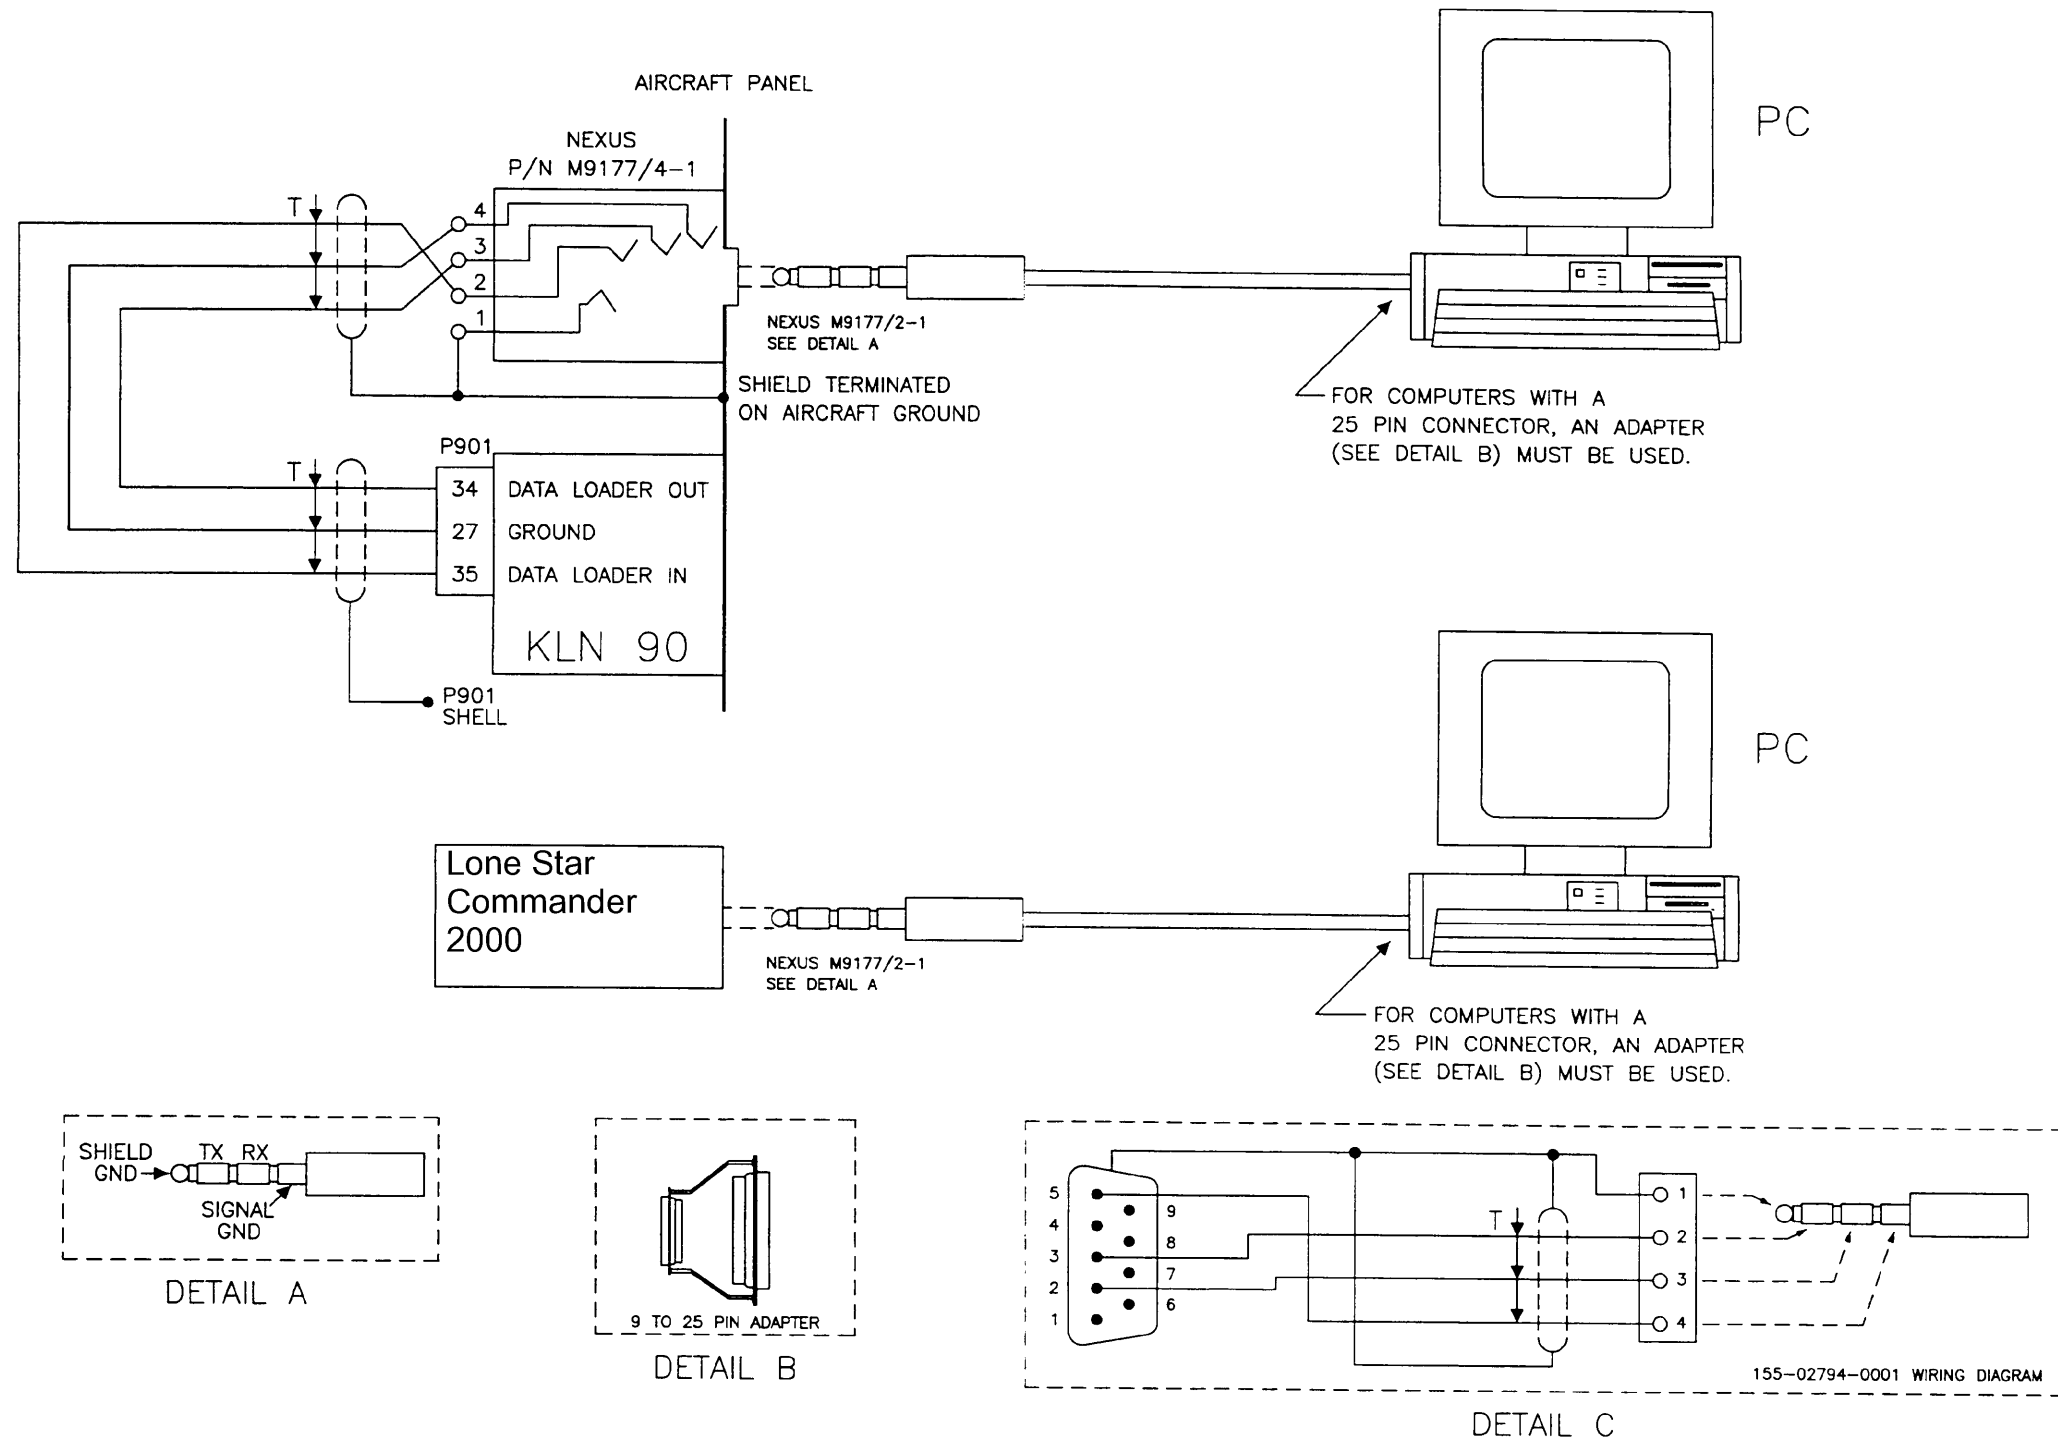 AIRCRAFT PANEL
NEXUS
P/N M9177/4-1
T
4
3
2
1
NEXUS M9177/2-1
SEE DETAIL A
PC
SHIELD TERMINATED
ON AIRCRAFT GROUND
FOR COMPUTERS WITH A
25 PIN CONNECTOR, AN ADAPTER
(SEE DETAIL B) MUST BE USED.
P901
T
34 DATA LOADER OUT
27 GROUND
35 DATA LOADER IN
KLN 90
P901
SHELL
PC
Lone Star
Commander
2000
NEXUS M9177/2-1
SEE DETAIL A
FOR COMPUTERS WITH A
25 PIN CONNECTOR, AN ADAPTER
(SEE DETAIL B) MUST BE USED.
SHIELD
GND
TX RX
SIGNAL
GND
DETAIL A
9 TO 25 PIN ADAPTER
DETAIL B
5
4
3
2
1
9
8
7
6
T
1
2
3
4
155-02794-0001 WIRING DIAGRAM
DETAIL C